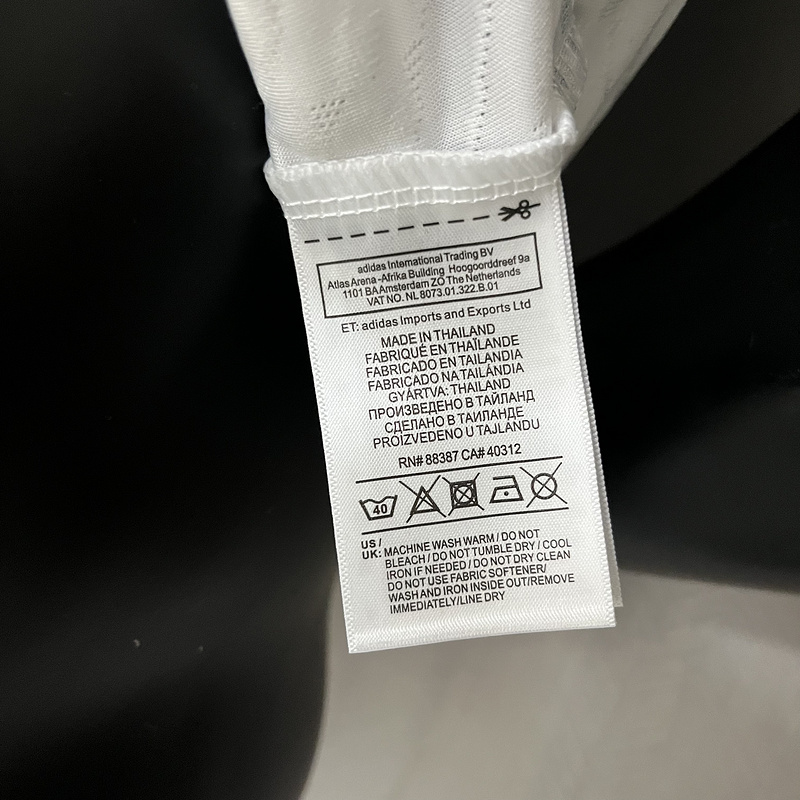 adidas International Trading BV
Atlas Arena -Afrika Building Hoogoorddreef 9a
1101 BA Amsterdam ZO The Netherlands
VAT NO. NL 8073.01.322.B.01
ET: adidas Imports and Exports Ltd
MADE IN THAILAND
FABRIQUÉ EN THAÏLANDE
FABRICADO EN TAILANDIA
FABRICADO NA TAILÂNDIA
GYÁRTVA: THAILAND
ПРОИЗВЕДЕНО В ТАЙЛАНД
СДЕЛАНО В ТАИЛАНДЕ
PROIZVEDENO U TAJLANDU
RN# 88387 CA# 40312
40
US /
UK: MACHINE WASH WARM / DO NOT
BLEACH / DO NOT TUMBLE DRY / COOL
IRON IF NEEDED / DO NOT DRY CLEAN
DO NOT USE FABRIC SOFTENER/
WASH AND IRON INSIDE OUT/REMOVE
IMMEDIATELY/LINE DRY